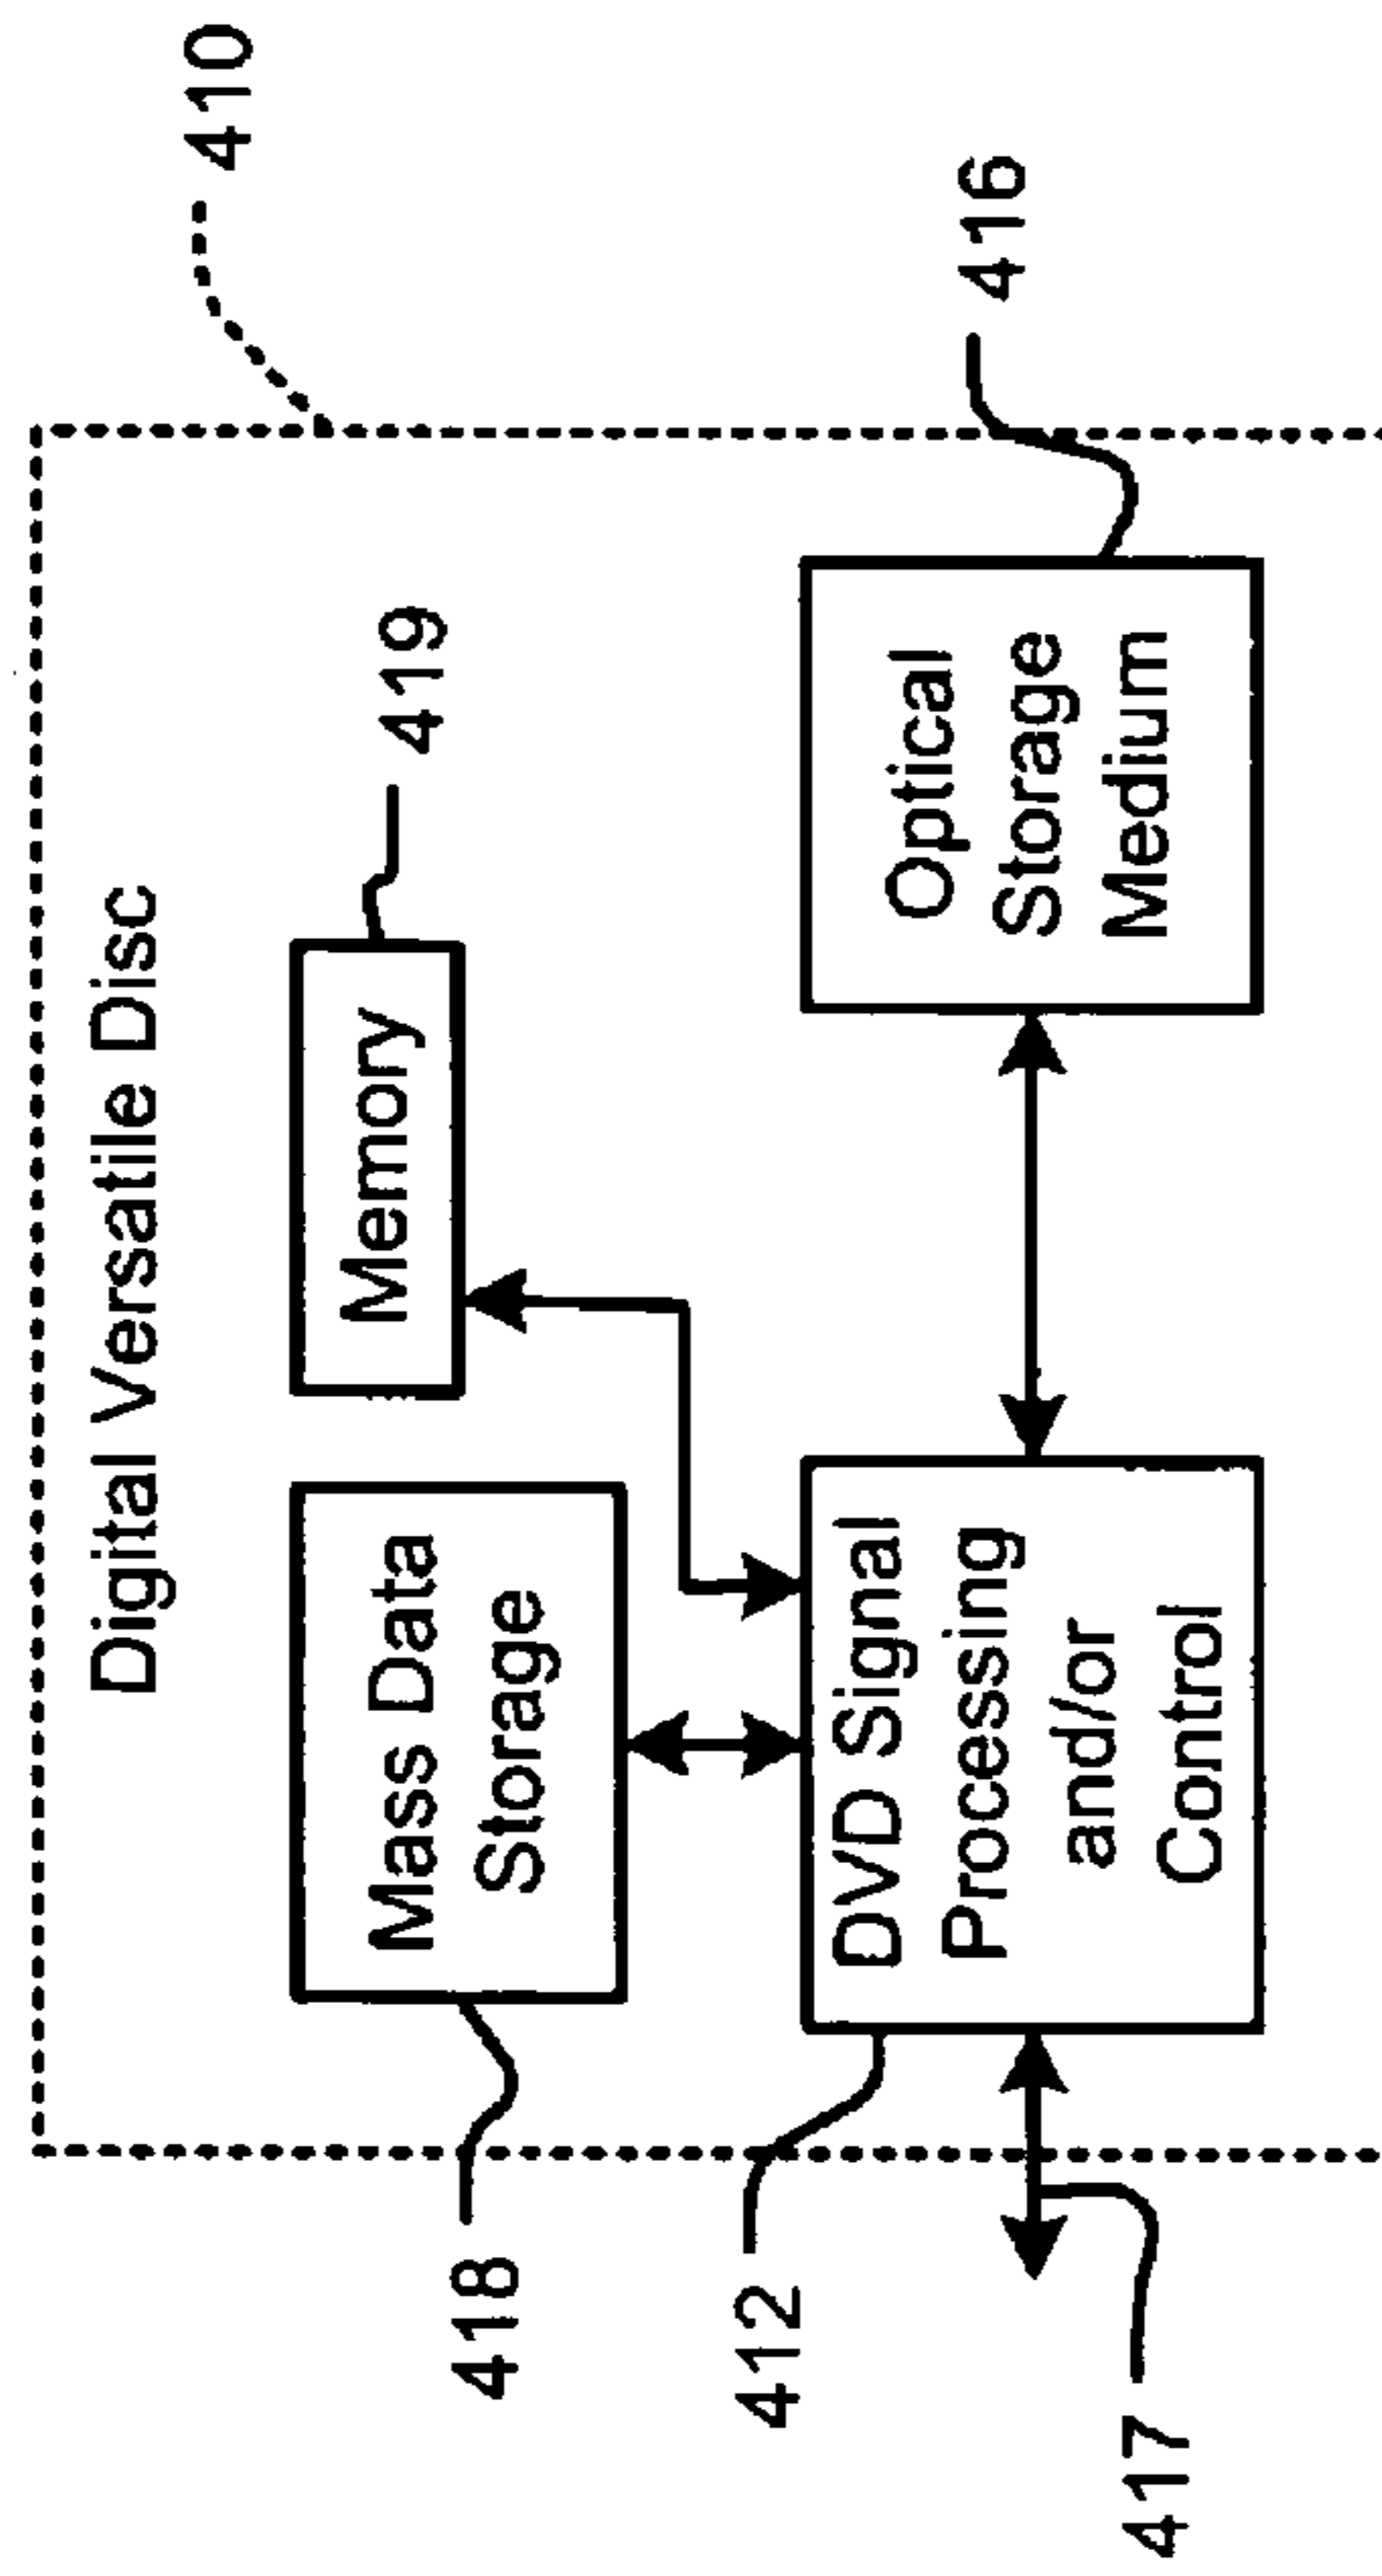 410
Digital Versatile Disc
419
418
Mass Data
Storage
Memory
416
412
DVD Signal
Processing
and/or
Control
Optical
Storage
Medium
417